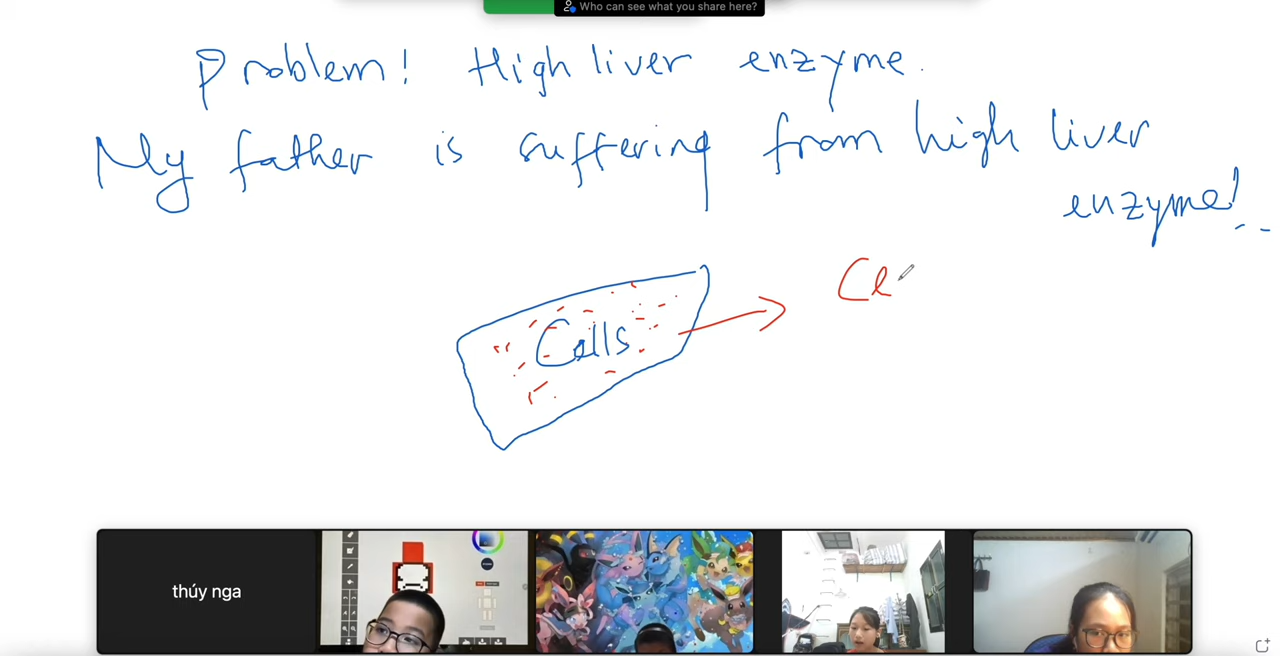 Who can see what you share here?
Problem! High liver enzyme.
My father is suffering from high liver
enzyme!
Cells
Ce
thúy nga